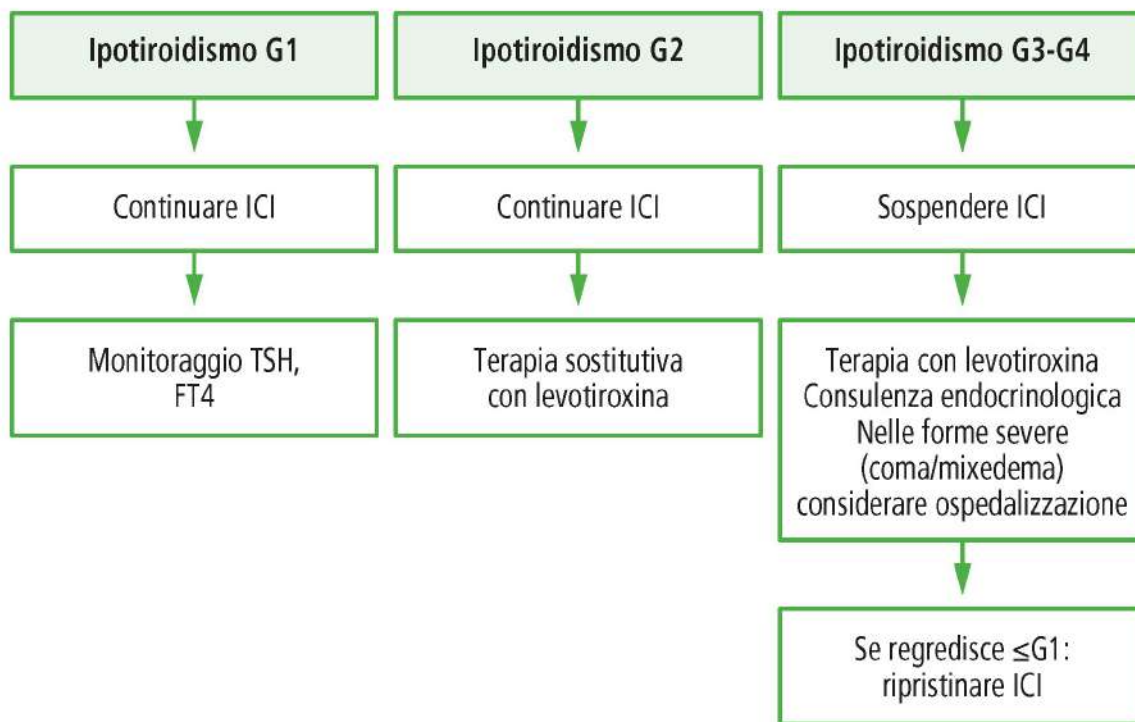 Ipotiroidismo G1
Ipotiroidismo G2
Ipotiroidismo G3-G4
Continuare ICI
Continuare ICI
Sospendere ICI
Monitoraggio TSH,
FT4
Terapia sostitutiva
con levotiroxina
Terapia con levotiroxina
Consulenza endocrinologica
Nelle forme severe
(coma/mixedema)
considerare ospedalizzazione
Se regredisce ≤G1:
ripristinare ICI